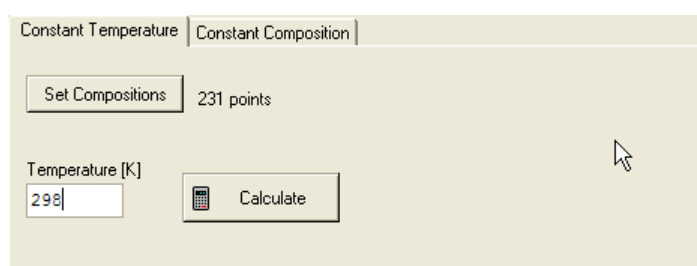 Constant Temperature Constant Composition
Set Compositions 231 points
Temperature [K]
298 Calculate